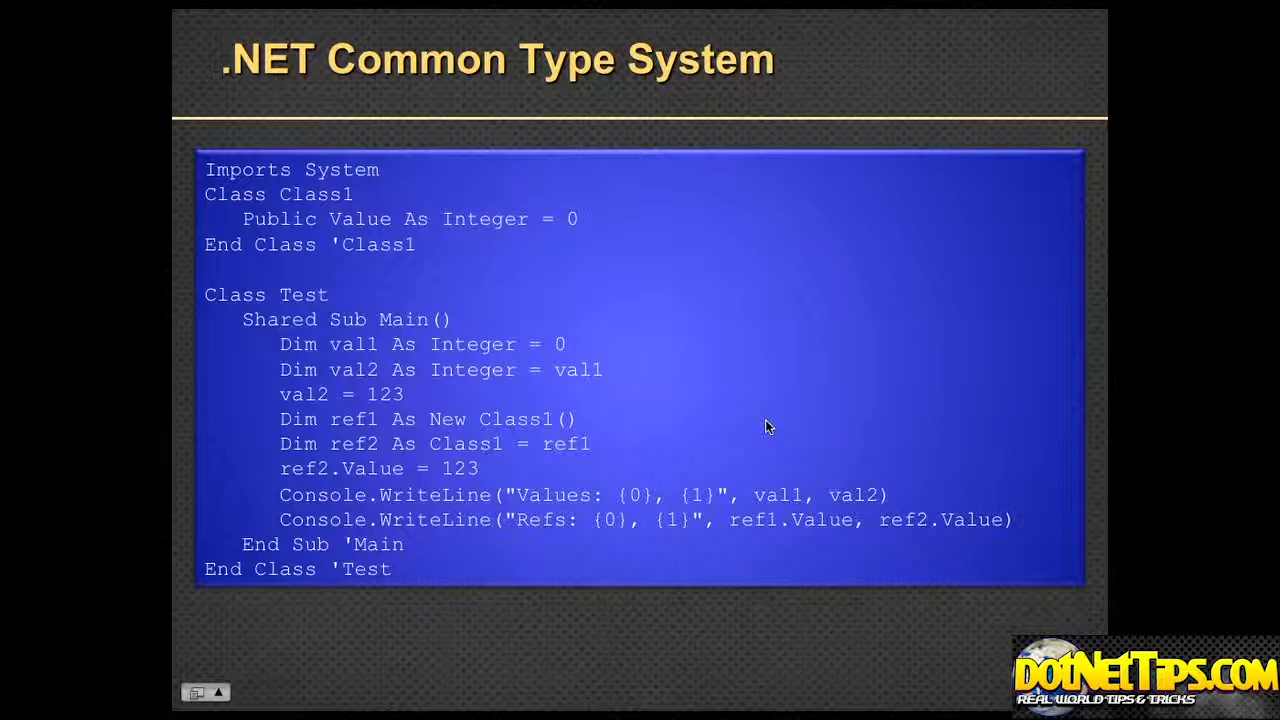 .NET Common Type System
Imports System
Class Class1
Public Value As Integer = 0
End Class 'Class1
Class Test
Shared Sub Main()
Dim val1 As Integer = 0
Dim val2 As Integer = val1
val2 = 123
Dim ref1 As New Class1()
Dim ref2 As Class1 = ref1
ref2.Value = 123
Console.WriteLine("Values: {0}, {1}", val1, val2)
Console.WriteLine("Refs: {0}, {1}", ref1.Value, ref2.Value)
End Sub 'Main
End Class 'Test
DOTNETTIPS.COM
REAL WORLD TIPS & TRICKS